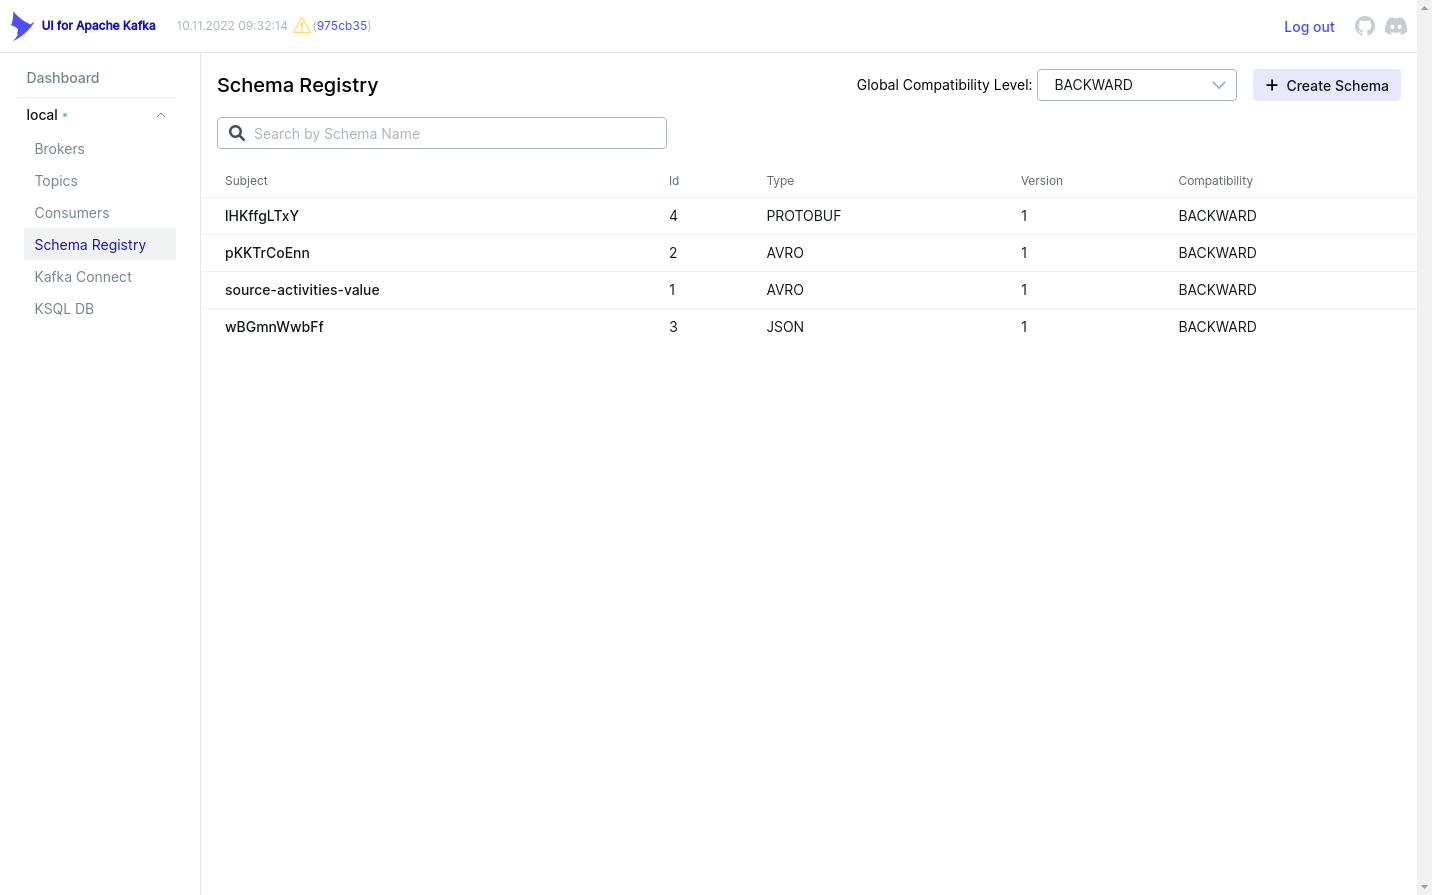 UI for Apache Kafka 10.11.2022 09:32:14 (975cb35) Log out
Dashboard
local
Brokers
Topics
Consumers
Schema Registry
Kafka Connect
KSQL DB
Schema Registry Global Compatibility Level: BACKWARD Create Schema
Search by Schema Name
Subject Id Type Version Compatibility
IHKffgLTxY 4 PROTOBUF 1 BACKWARD
pKKTrCoEnn 2 AVRO 1 BACKWARD
source-activities-value 1 AVRO 1 BACKWARD
wBGmnWwbFf 3 JSON 1 BACKWARD